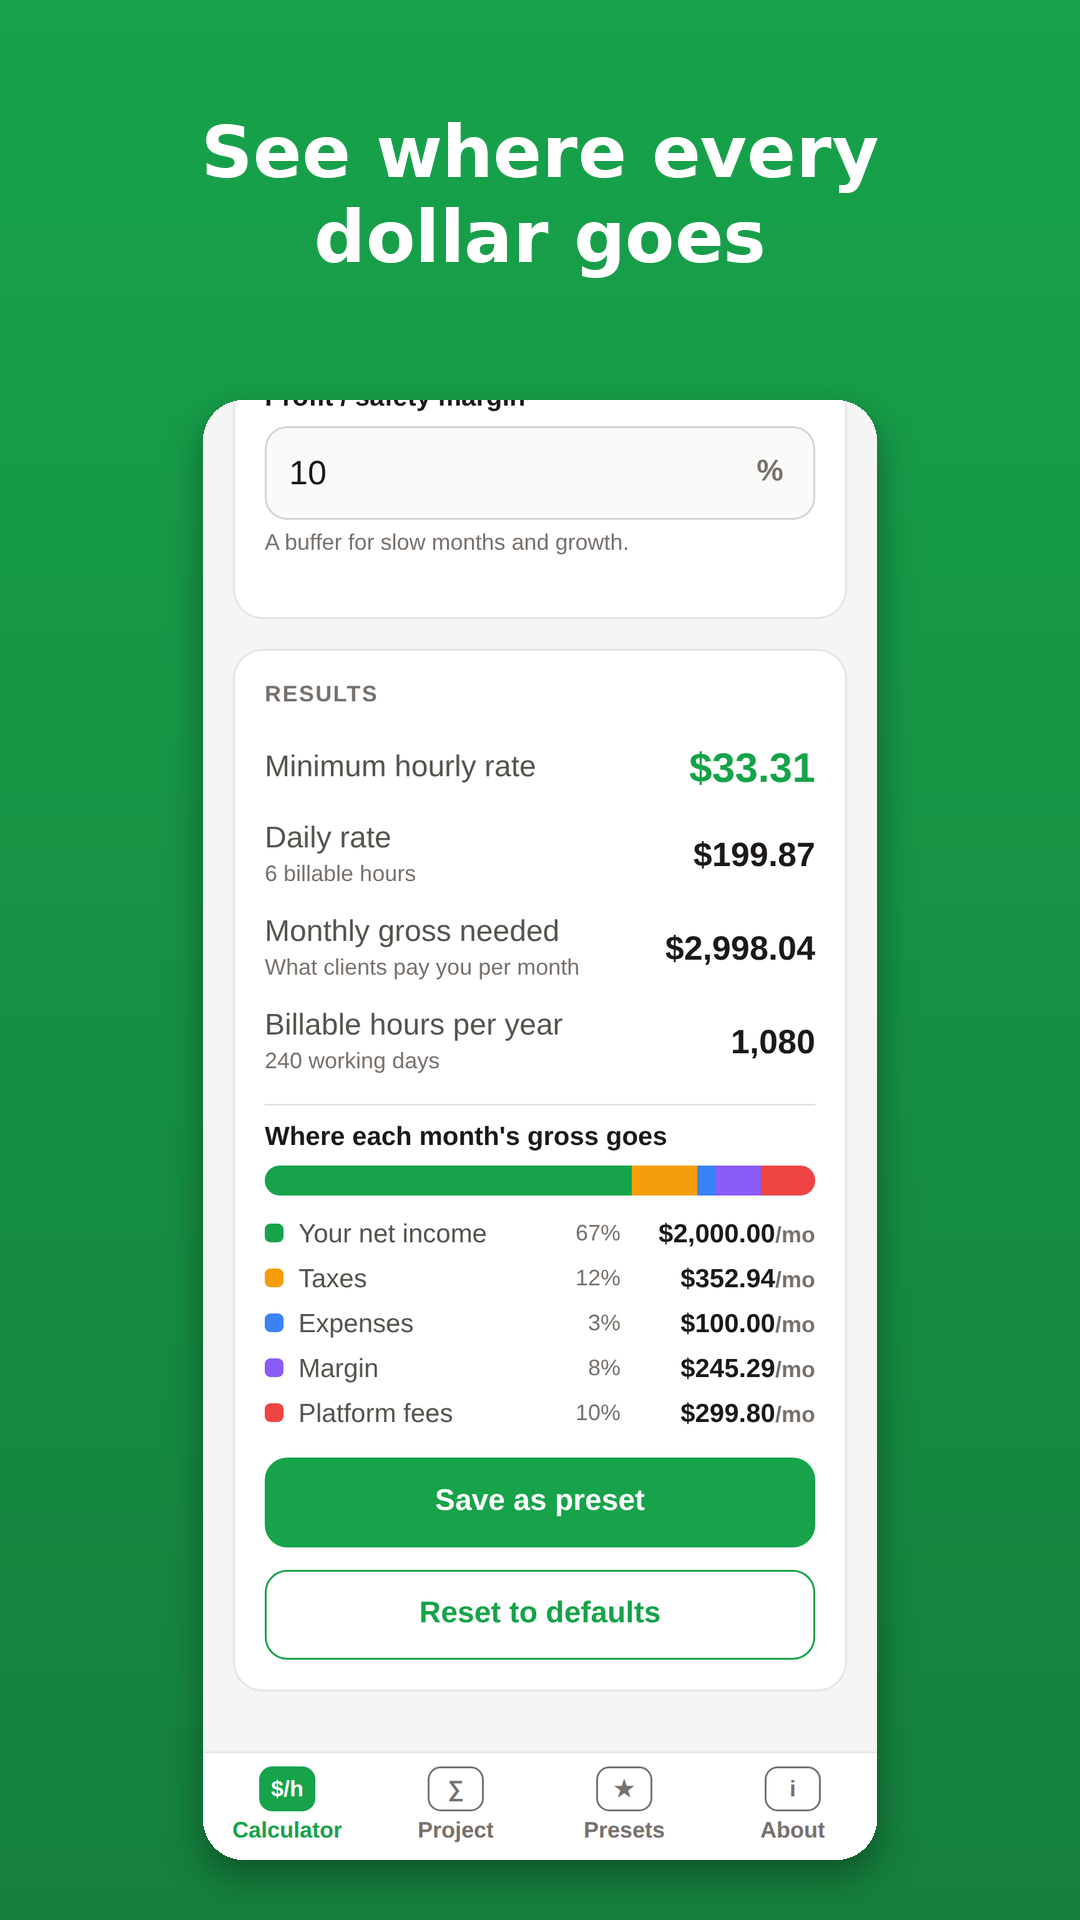 See where every
dollar goes
Profit / safety margin
10 %
A buffer for slow months and growth.
RESULTS
Minimum hourly rate $33.31
Daily rate
6 billable hours
$199.87
Monthly gross needed
What clients pay you per month
$2,998.04
Billable hours per year
240 working days
1,080
Where each month's gross goes
Your net income 67% $2,000.00/mo
Taxes 12% $352.94/mo
Expenses 3% $100.00/mo
Margin 8% $245.29/mo
Platform fees 10% $299.80/mo
Save as preset
Reset to defaults
$/h ∑ ★ i
Calculator Project Presets About